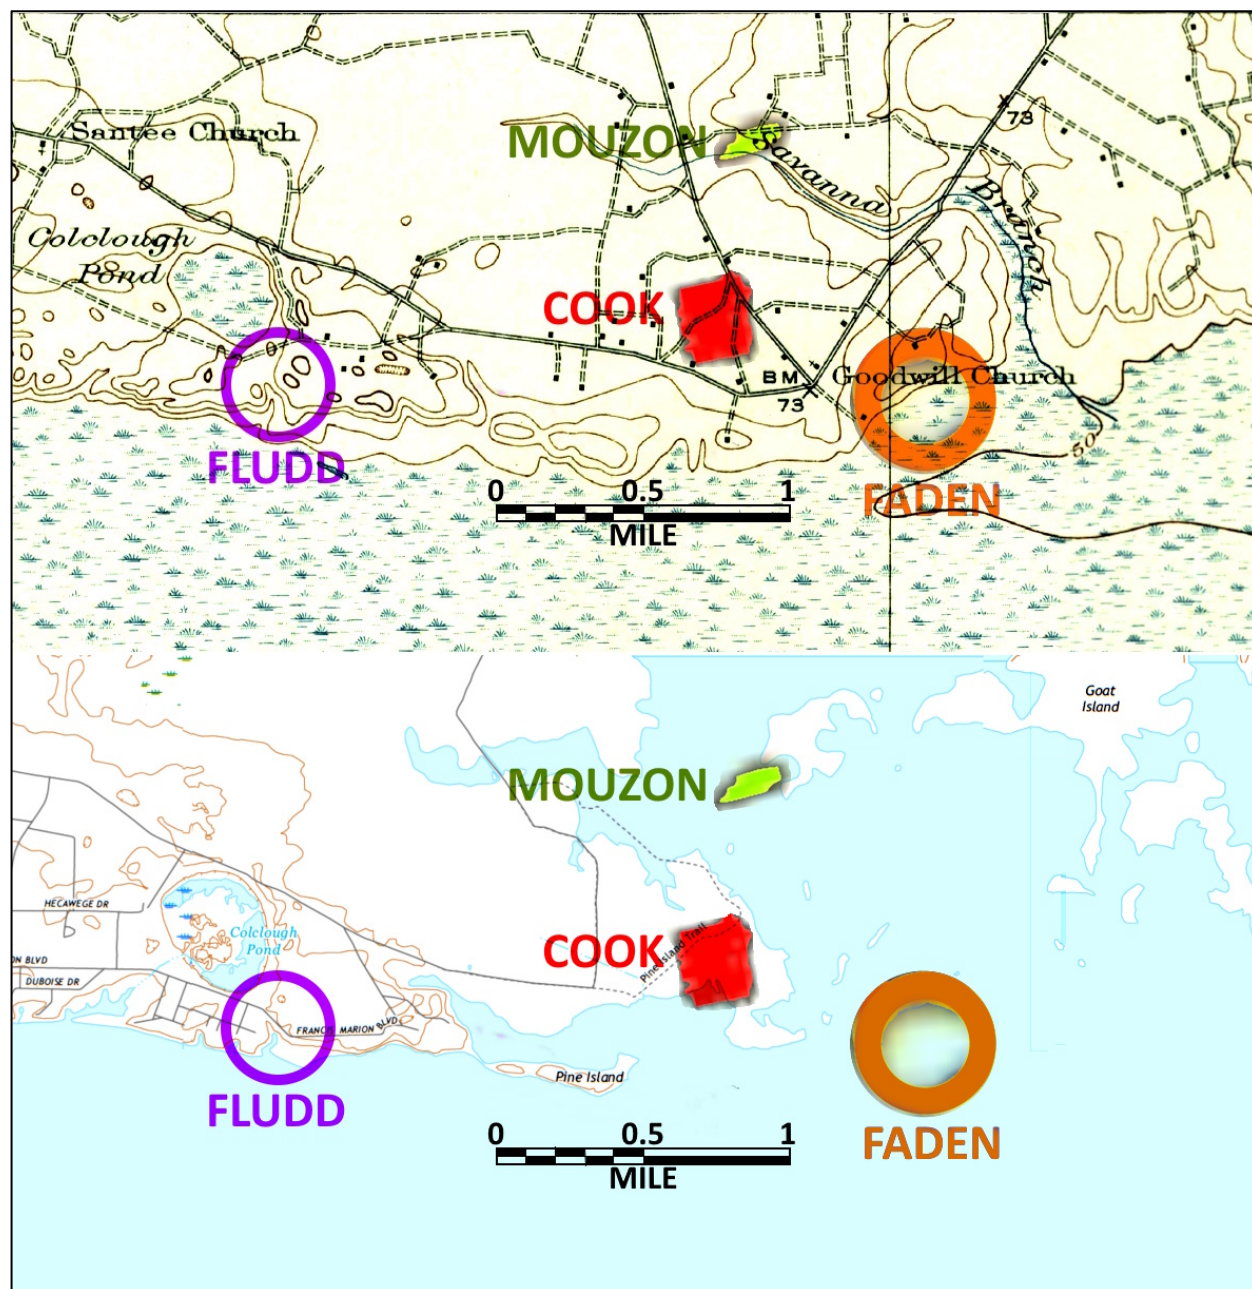 73
Santee Church
MOUZON
Savanna
Branch
Colclough
Pond
COOK
BM
73
Goodwill Church
50
FLUDD
FADEN
0 0.5 1
MILE
Goat
Island
MOUZON
HECAWEGE DR
Colclough
Pond
COOK
Pine Island Trail
ON BLVD
DUBOISE DR
FRANCIS MARION BLVD
Pine Island
FLUDD
FADEN
0 0.5 1
MILE